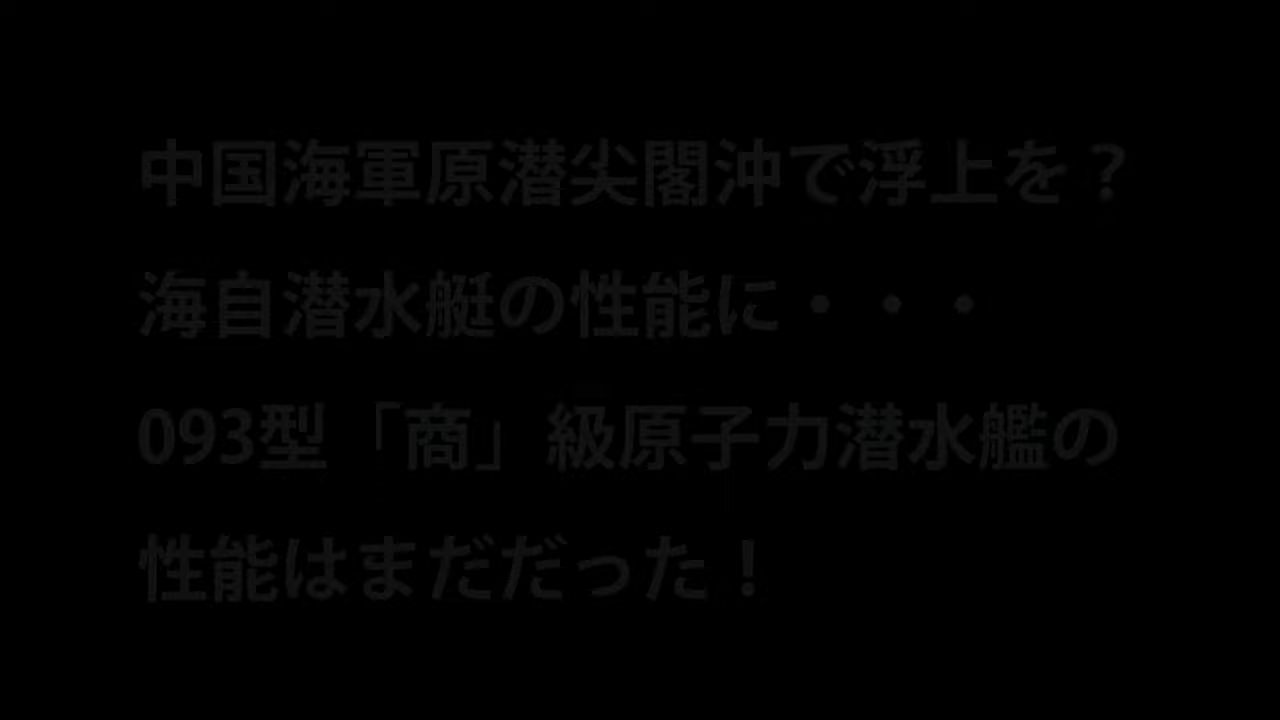 中国海軍原潜尖閣沖で浮上を？
海自潜水艇の性能に・・・
093型「商」級原子力潜水艦の
性能はまだだった！